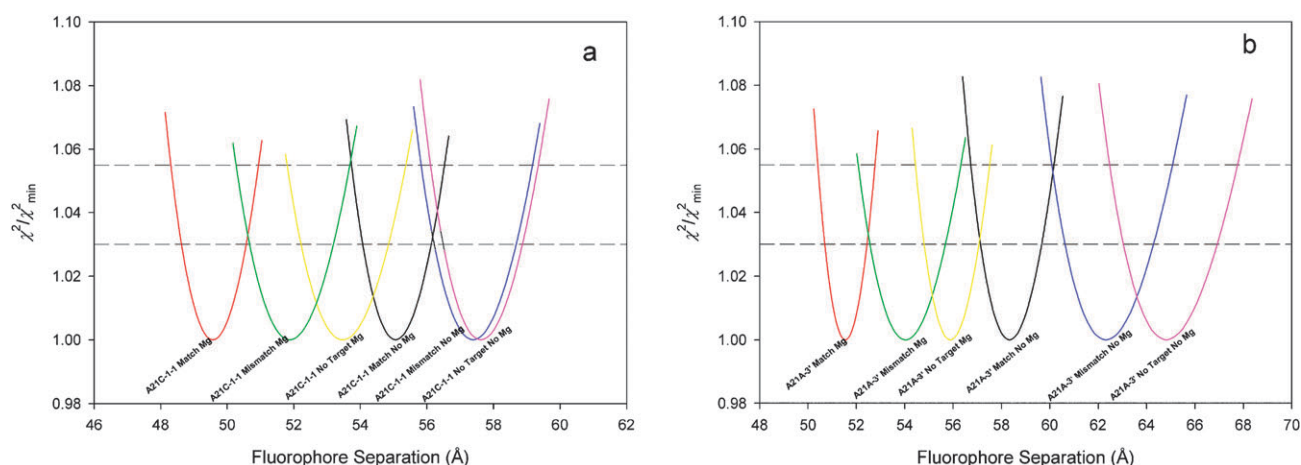 a
1.10
1.08
1.06
1.04
1.02
1.00
0.98
χ²/χ²min
A21C-1-1 Match Mg
A21C-1-1 Mismatch Mg
A21C-1-1 No Target Mg
A21C-1-1 Match No Mg
A21C-1-1 Mismatch No Mg
A21C-1-1 No Target No Mg
46 48 50 52 54 56 58 60 62
Fluorophore Separation (Å)
b
1.10
1.08
1.06
1.04
1.02
1.00
0.98
χ²/χ²min
A21A-3' Match Mg
A21A-3' Mismatch Mg
A21A-3' No Target Mg
A21A-3' Match No Mg
A21A-3' Mismatch No Mg
A21A-3' No Target No Mg
48 50 52 54 56 58 60 62 64 66 68 70
Fluorophore Separation (Å)